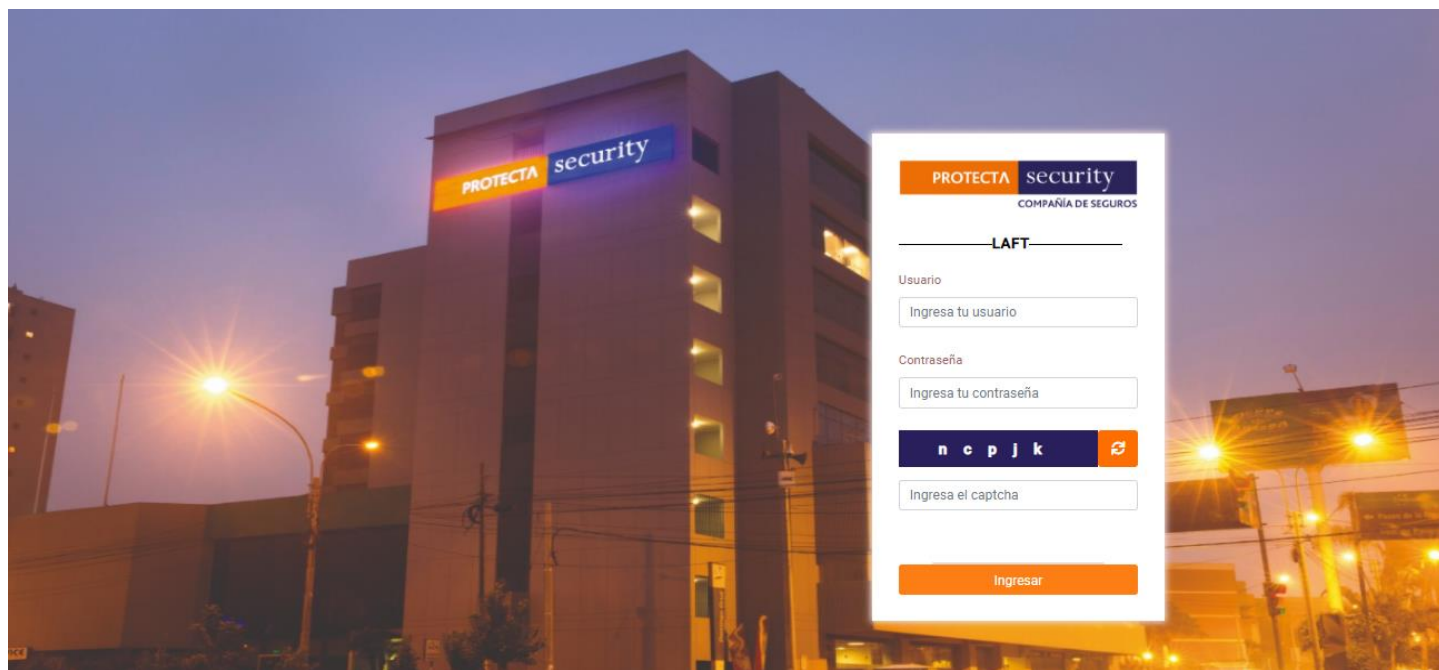 PROTECTA security
PROTECTA security
COMPAÑÍA DE SEGUROS
LAFT
Usuario
Ingresa tu usuario
Contraseña
Ingresa tu contraseña
n c p j k
Ingresa el captcha
Ingresar